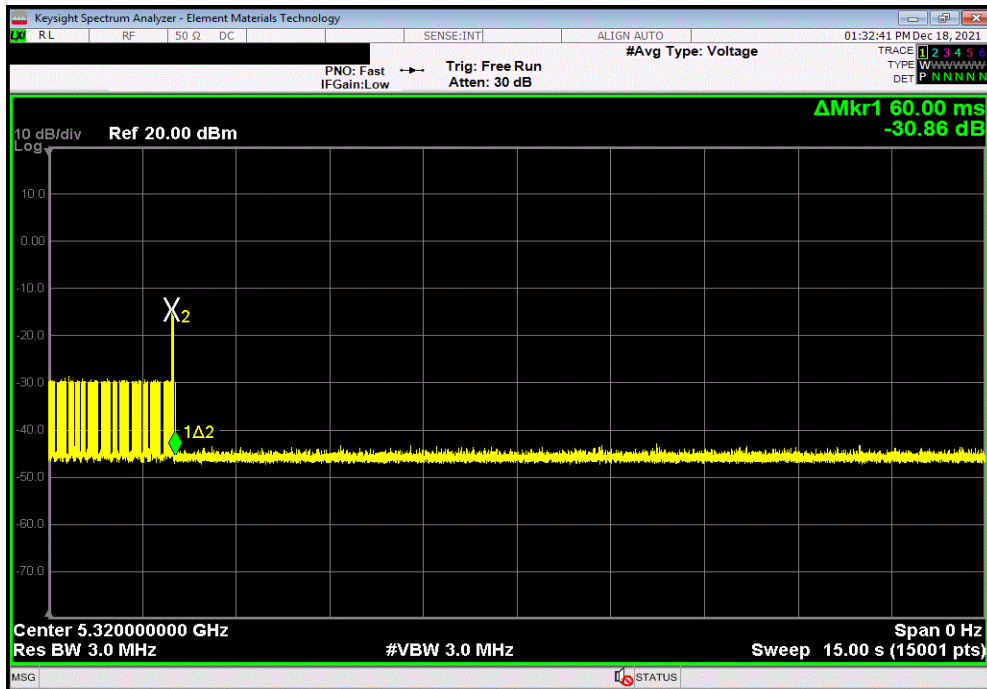 Keysight Spectrum Analyzer - Element Materials Technology
LXI RL RF 50 Ω DC SENSE:INT ALIGN AUTO 01:32:41 PM Dec 18, 2021
#Avg Type: Voltage TRACE 1 2 3 4 5 6
PNO: Fast Trig: Free Run TYPE WWWWWWW
IFGain:Low Atten: 30 dB DET P N N N N N
ΔMkr1 60.00 ms
10 dB/div Ref 20.00 dBm -30.86 dB
Log
10.0
0.00
-10.0
X2
-20.0
-30.0
-40.0 1Δ2
-50.0
-60.0
-70.0
Center 5.320000000 GHz Span 0 Hz
Res BW 3.0 MHz #VBW 3.0 MHz Sweep 15.00 s (15001 pts)
MSG STATUS